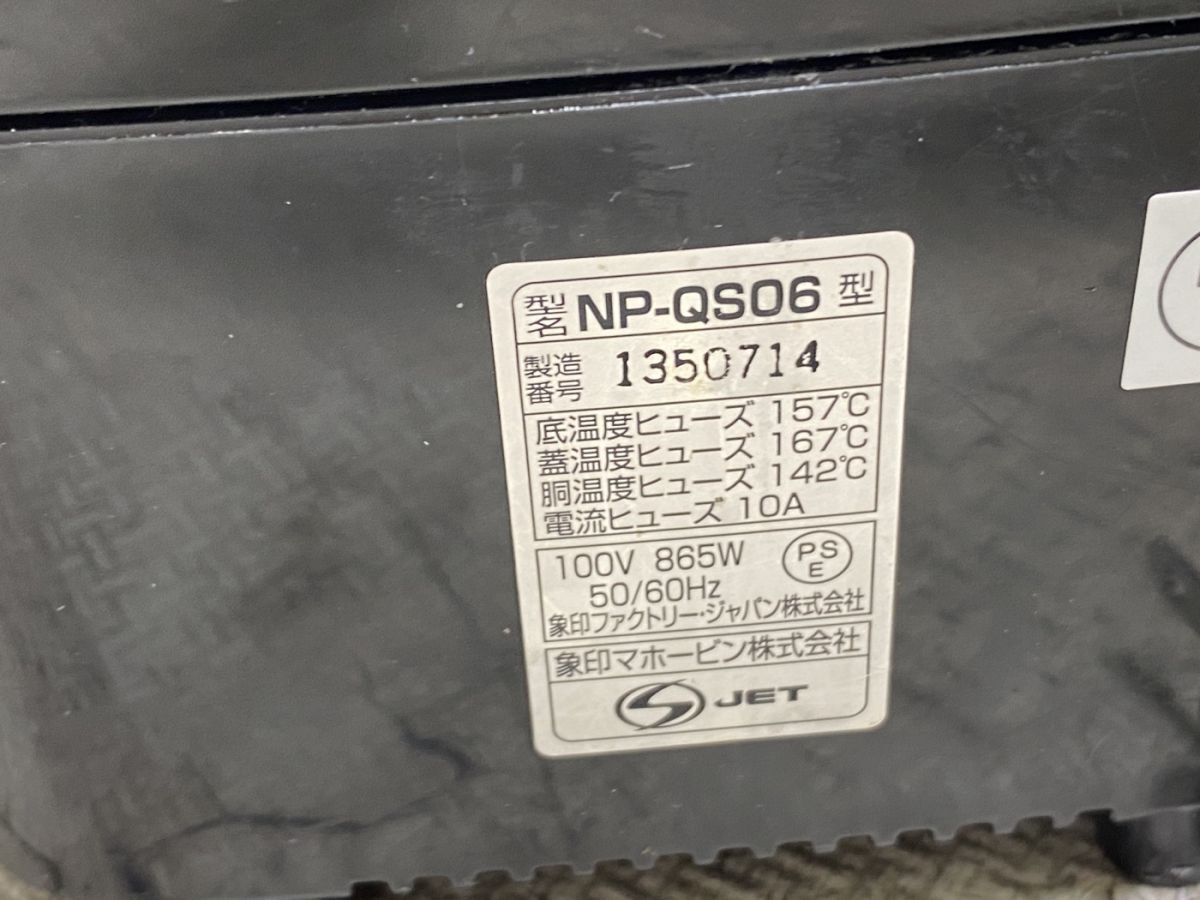 型名 NP-QS06 型
製造番号 1350714
底温度ヒューズ 157℃
蓋温度ヒューズ 167℃
胴温度ヒューズ 142℃
電流ヒューズ 10A
100V 865W
PS
E
50/60Hz
象印ファクトリー・ジャパン株式会社
象印マホービン株式会社
JET